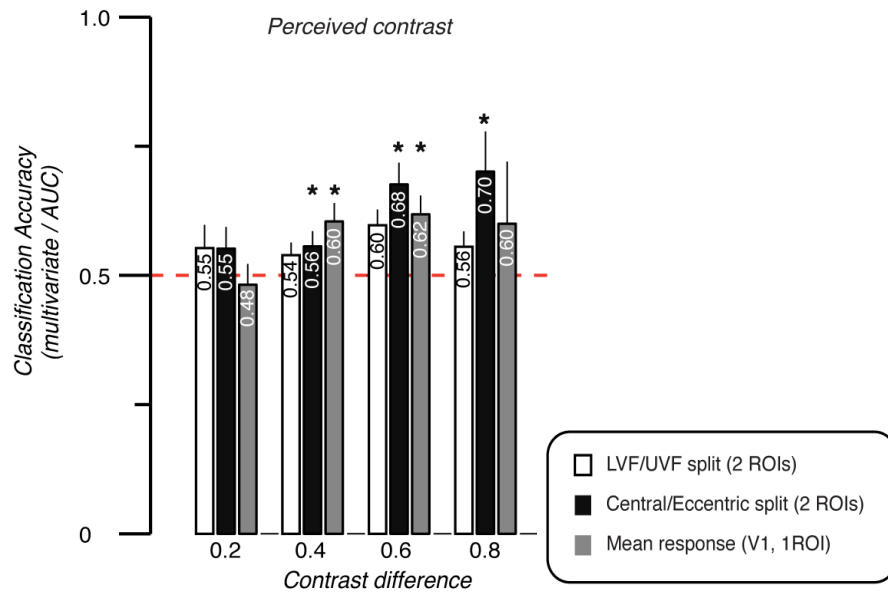 Perceived contrast
1.0
0.5
0
Classification Accuracy
(multivariate / AUC)
* * * * *
0.55 0.55 0.48 0.54 0.56 0.60 0.60 0.68 0.62 0.56 0.70 0.60
0.2 0.4 0.6 0.8
Contrast difference
LVF/UVF split (2 ROIs)
Central/Eccentric split (2 ROIs)
Mean response (V1, 1ROI)